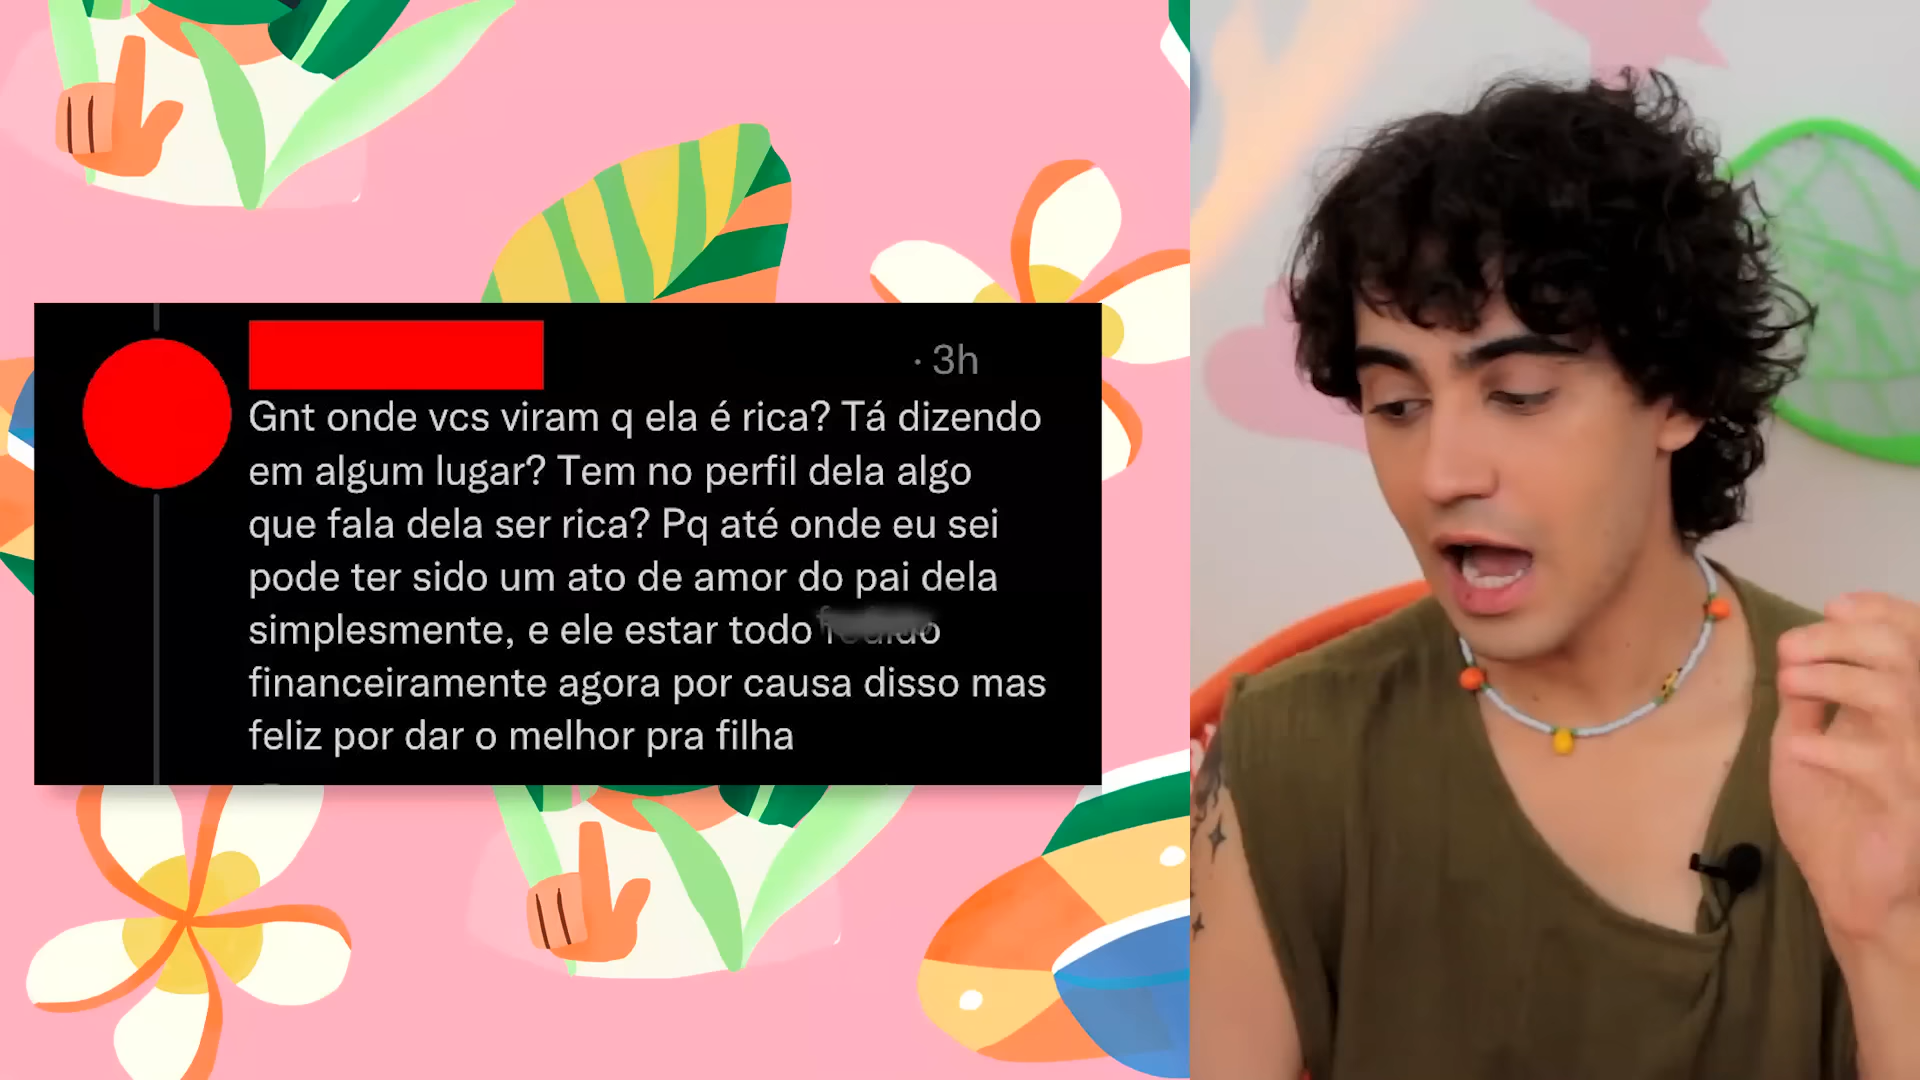 · 3h
Gnt onde vcs viram q ela é rica? Tá dizendo
em algum lugar? Tem no perfil dela algo
que fala dela ser rica? Pq até onde eu sei
pode ter sido um ato de amor do pai dela
simplesmente, e ele estar todo
financeiramente agora por causa disso mas
feliz por dar o melhor pra filha